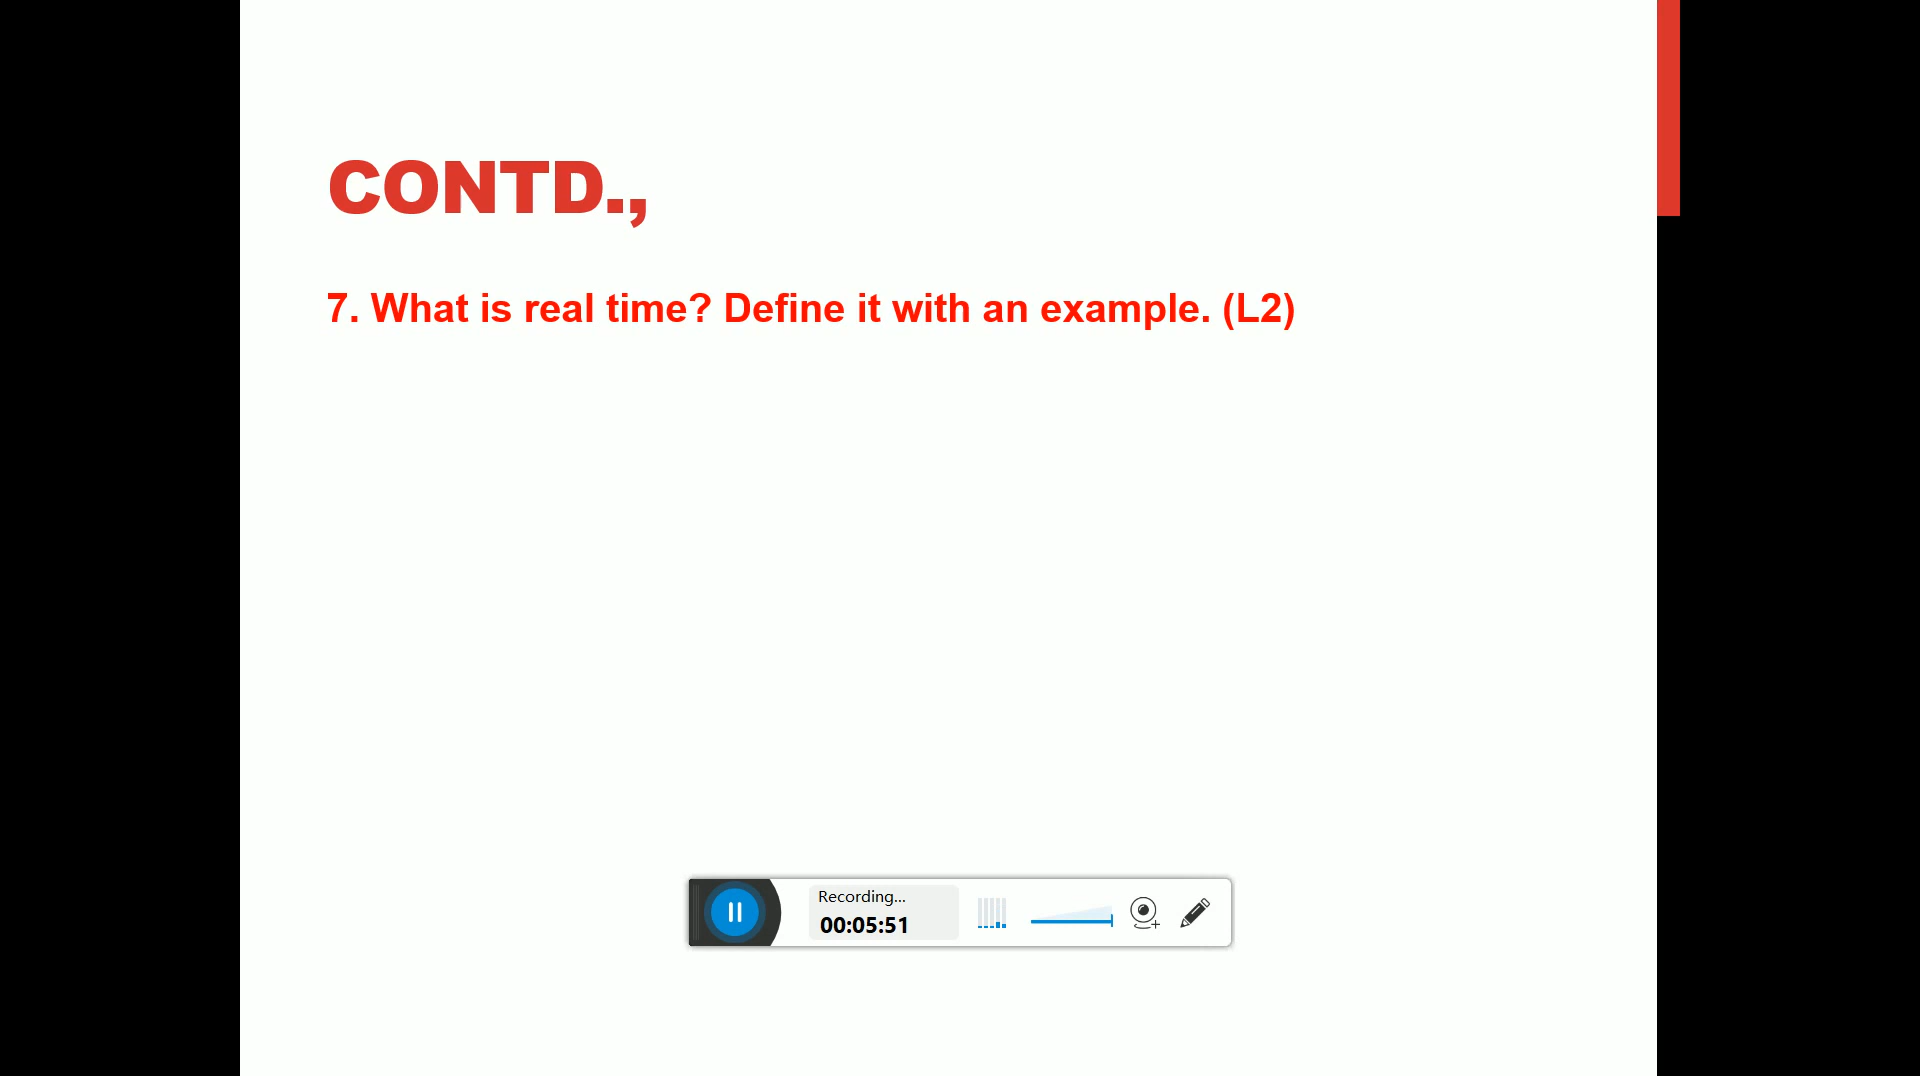 CONTD.,
7. What is real time? Define it with an example. (L2)
Recording...
00:05:51